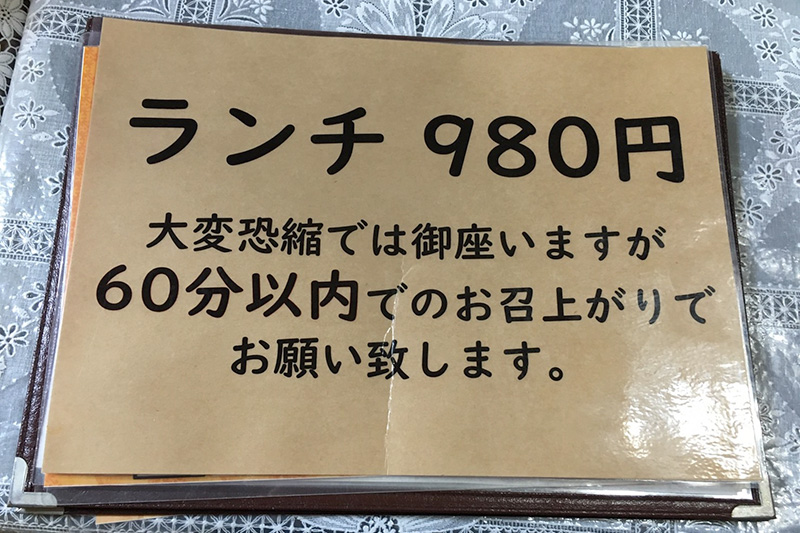 ランチ 980円
大変恐縮では御座いますが
60分以内でのお召上がりで
お願い致します。